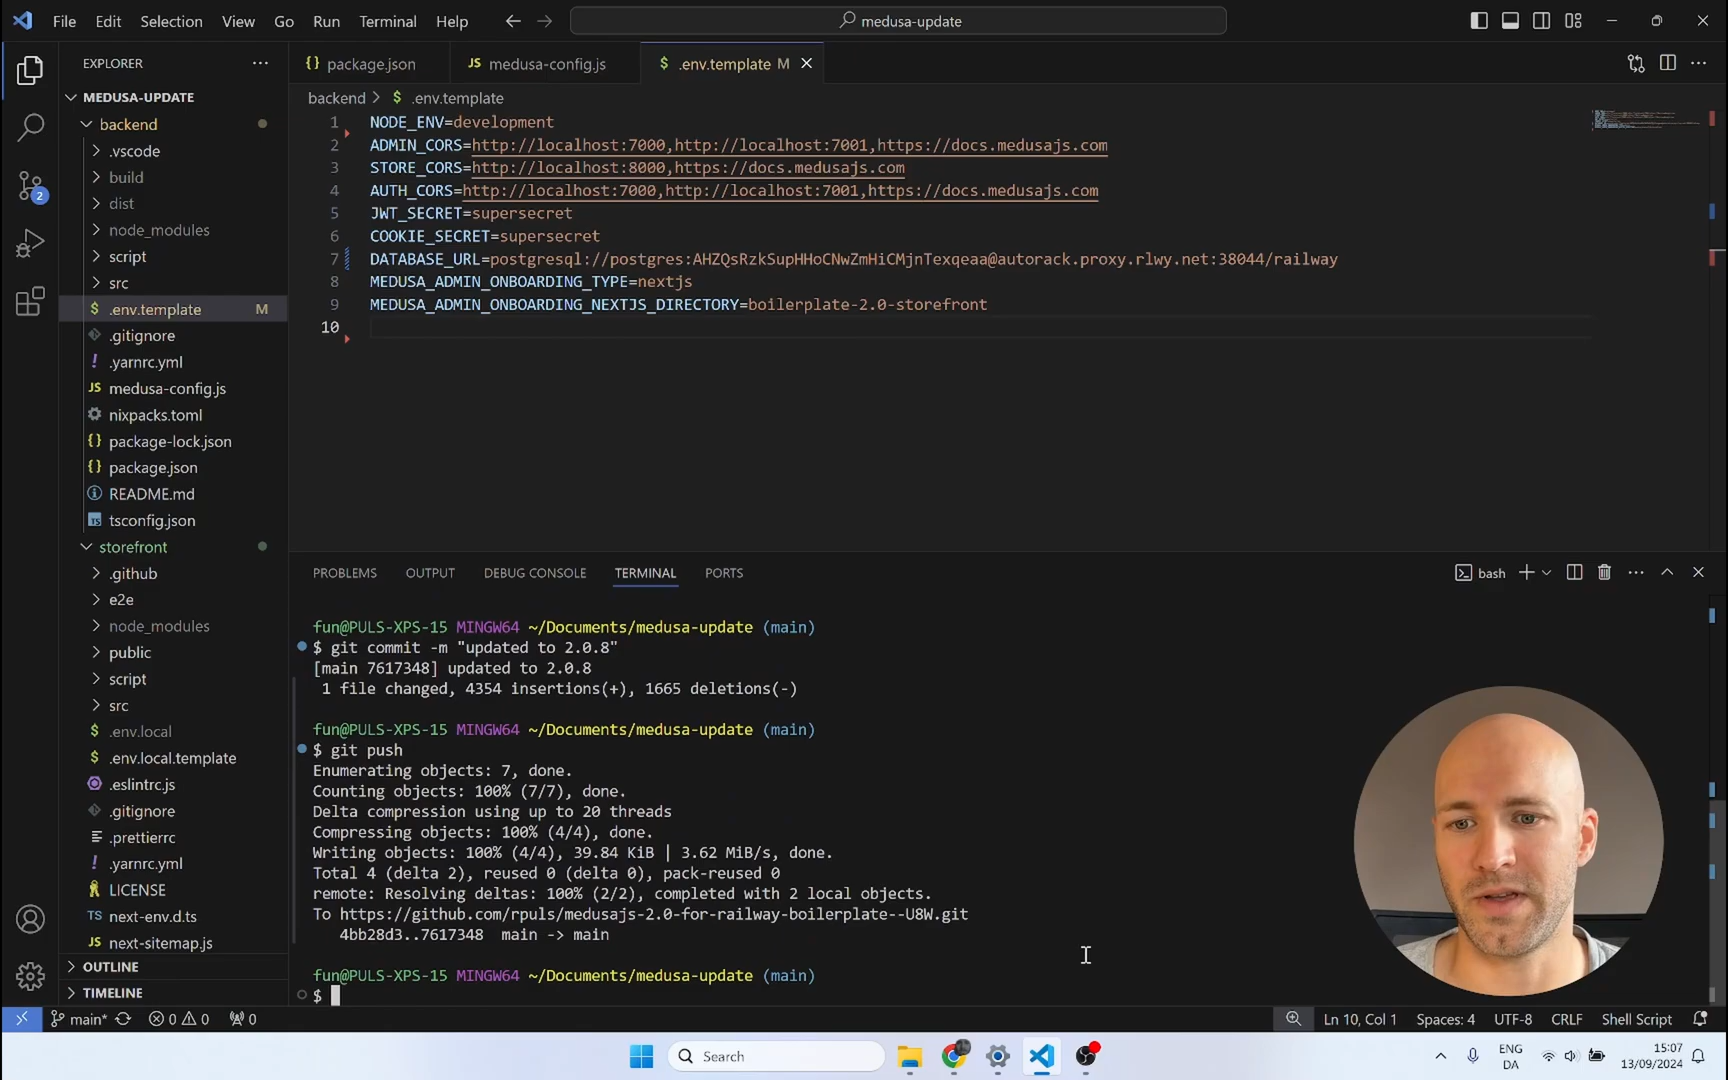 File Edit Selection View Go Run Terminal Help
medusa-update
EXPLORER
MEDUSA-UPDATE
backend
.vscode
build
dist
node_modules
script
src
$ .env.template M
.gitignore
! .yarnrc.yml
JS medusa-config.js
nixpacks.toml
{} package-lock.json
{} package.json
README.md
TS tsconfig.json
storefront
.github
e2e
node_modules
public
script
src
$ .env.local
$ .env.local.template
.eslintrc.js
.gitignore
.prettierrc
! .yarnrc.yml
LICENSE
TS next-env.d.ts
JS next-sitemap.js
OUTLINE
TIMELINE
2
{} package.json
JS medusa-config.js
$ .env.template M
backend > $ .env.template
1 NODE_ENV=development
2 ADMIN_CORS=http://localhost:7000,http://localhost:7001,https://docs.medusajs.com
3 STORE_CORS=http://localhost:8000,https://docs.medusajs.com
4 AUTH_CORS=http://localhost:7000,http://localhost:7001,https://docs.medusajs.com
5 JWT_SECRET=supersecret
6 COOKIE_SECRET=supersecret
7 DATABASE_URL=postgresql://postgres:AHZQsRzkSupHHoCNwZmHiCMjnTexqeaa@autorack.proxy.rlwy.net:38044/railway
8 MEDUSA_ADMIN_ONBOARDING_TYPE=nextjs
9 MEDUSA_ADMIN_ONBOARDING_NEXTJS_DIRECTORY=boilerplate-2.0-storefront
10
PROBLEMS OUTPUT DEBUG CONSOLE TERMINAL PORTS
bash
fun@PULS-XPS-15 MINGW64 ~/Documents/medusa-update (main)
$ git commit -m "updated to 2.0.8"
[main 7617348] updated to 2.0.8
1 file changed, 4354 insertions(+), 1665 deletions(-)
fun@PULS-XPS-15 MINGW64 ~/Documents/medusa-update (main)
$ git push
Enumerating objects: 7, done.
Counting objects: 100% (7/7), done.
Delta compression using up to 20 threads
Compressing objects: 100% (4/4), done.
Writing objects: 100% (4/4), 39.84 KiB | 3.62 MiB/s, done.
Total 4 (delta 2), reused 0 (delta 0), pack-reused 0
remote: Resolving deltas: 100% (2/2), completed with 2 local objects.
To https://github.com/rpuls/medusajs-2.0-for-railway-boilerplate--U8W.git
4bb28d3..7617348 main -> main
fun@PULS-XPS-15 MINGW64 ~/Documents/medusa-update (main)
$
main* 0 0 0
Ln 10, Col 1 Spaces: 4 UTF-8 CRLF Shell Script
Search
ENG
DA
15:07
13/09/2024